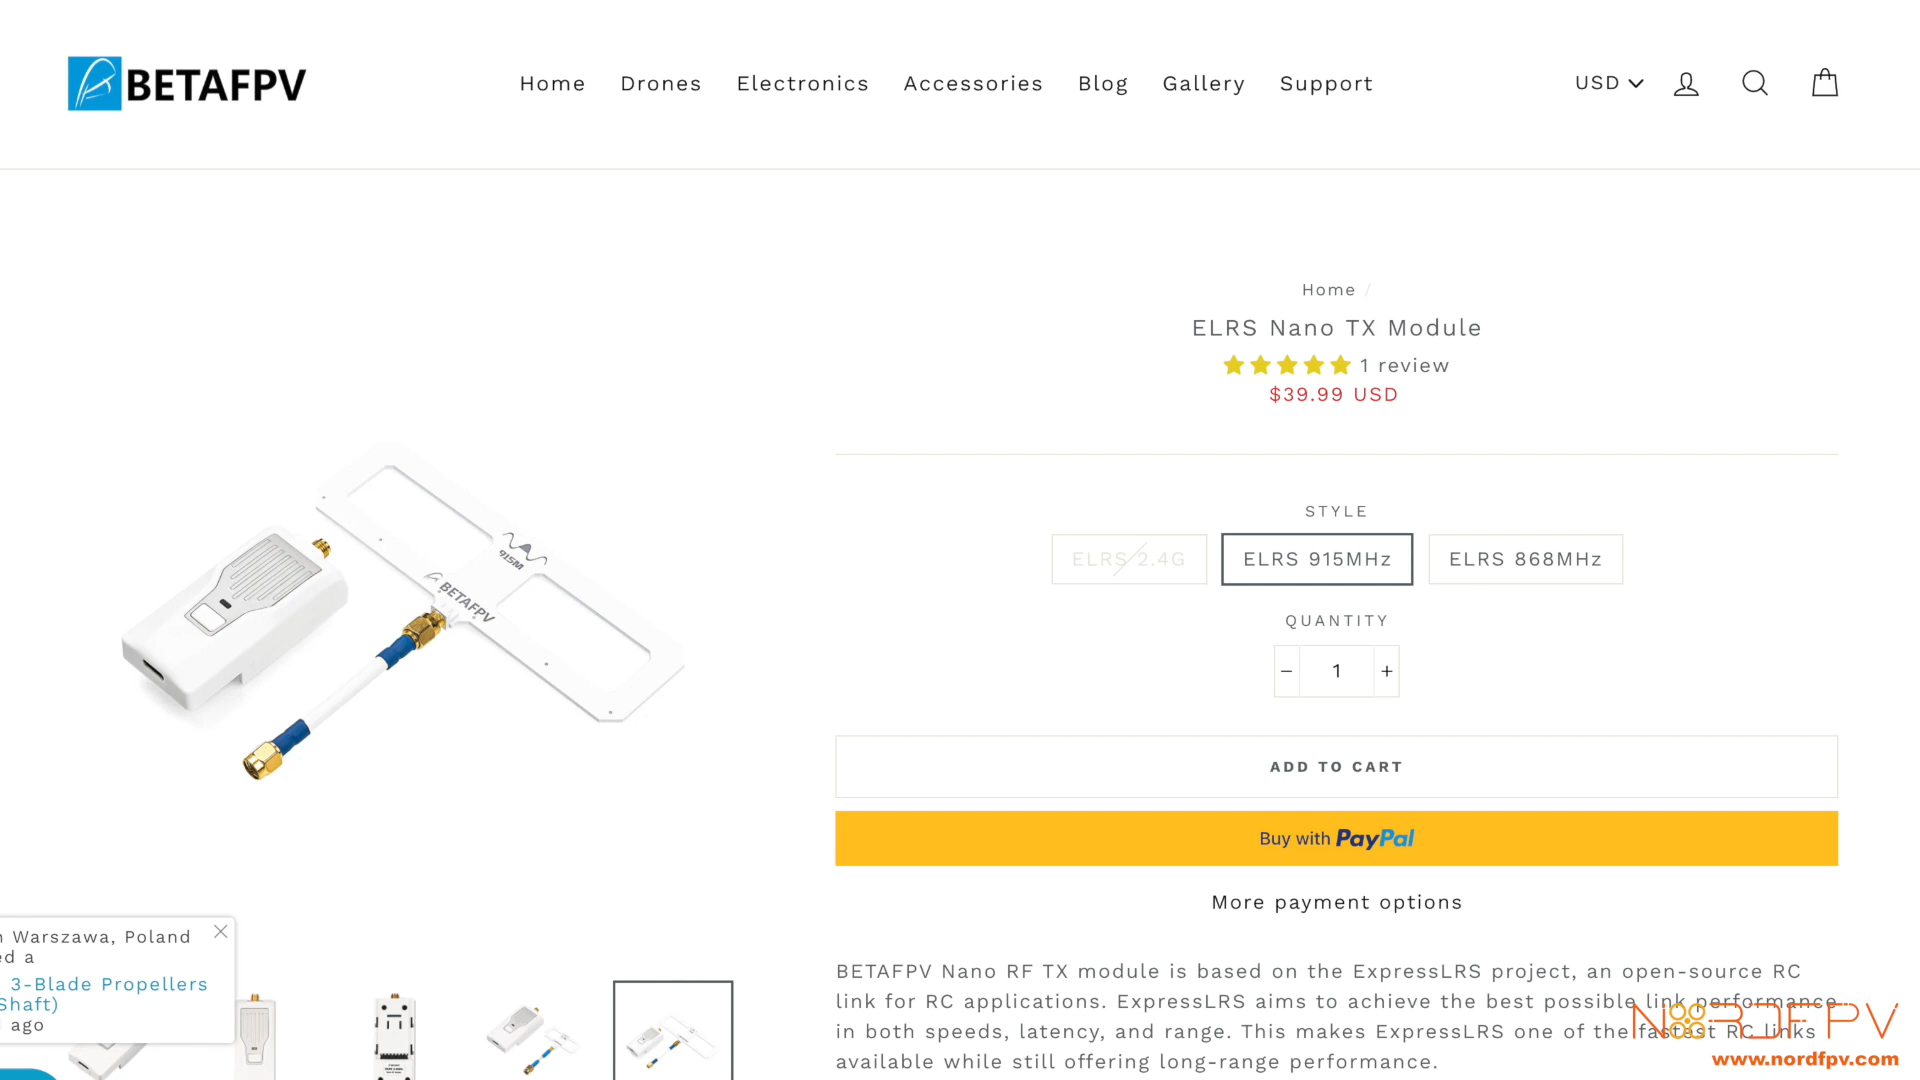 BETAFPV
Home Drones Electronics Accessories Blog Gallery Support
USD
Home /
ELRS Nano TX Module
1 review
$39.99 USD
STYLE
ELRS 2.4G ELRS 915MHz ELRS 868MHz
QUANTITY
− 1 +
ADD TO CART
Buy with PayPal
More payment options
BETAFPV Nano RF TX module is based on the ExpressLRS project, an open-source RC
link for RC applications. ExpressLRS aims to achieve the best possible link performance
in both speeds, latency, and range. This makes ExpressLRS one of the fastest RC links
available while still offering long-range performance.
915M
BETAFPV
Warszawa, Poland
a
3-Blade Propellers
Shaft)
ago
NORDFPV
www.nordfpv.com